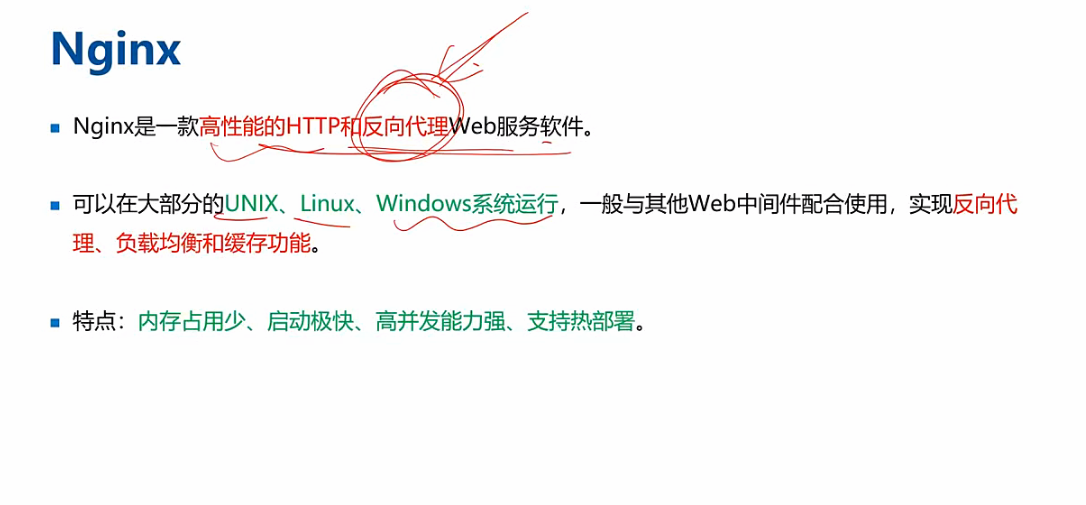 Nginx
Nginx是一款高性能的HTTP和反向代理Web服务软件。
可以在大部分的UNIX、Linux、Windows系统运行，一般与其他Web中间件配合使用，实现反向代
理、负载均衡和缓存功能。
特点：内存占用少、启动极快、高并发能力强、支持热部署。